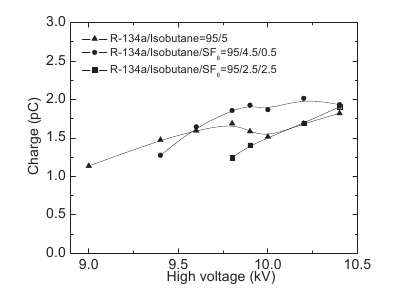 3.0
2.5
2.0
1.5
1.0
0.5
0.0
Charge (pC)
R-134a/Isobutane=95/5
R-134a/Isobutane/SF6=95/4.5/0.5
R-134a/Isobutane/SF6=95/2.5/2.5
9.0 9.5 10.0 10.5
High voltage (kV)